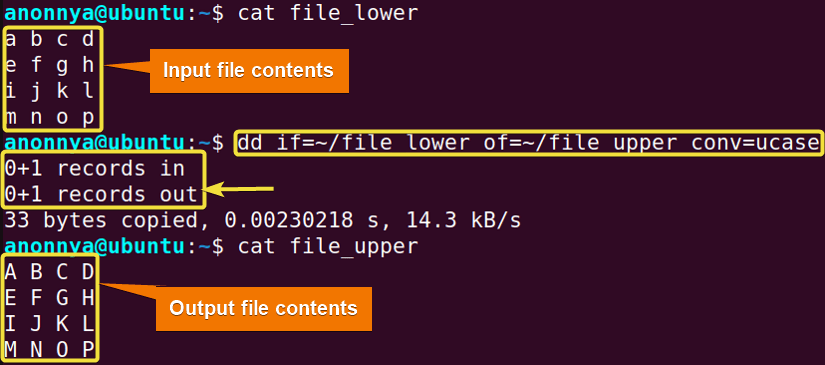 anonnya@ubuntu:~$ cat file_lower
a b c d
e f g h
Input file contents
i j k l
m n o p
anonnya@ubuntu:~$ dd if=~/file_lower of=~/file_upper conv=ucase
0+1 records in
0+1 records out
33 bytes copied, 0.00230218 s, 14.3 kB/s
anonnya@ubuntu:~$ cat file_upper
A B C D
E F G H
Output file contents
I J K L
M N O P